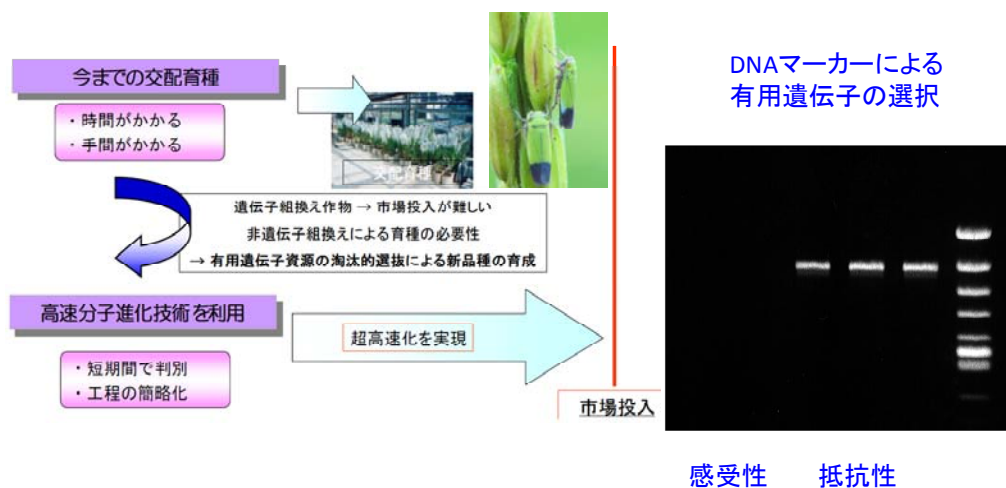 今までの交配育種
・時間がかかる
・手間がかかる
交配育種
遺伝子組換え作物 → 市場投入が難しい
非遺伝子組換えによる育種の必要性
→ 有用遺伝子資源の淘汰的選抜による新品種の育成
高速分子進化技術を利用
・短期間で判別
・工程の簡略化
超高速化を実現
市場投入
DNAマーカーによる
有用遺伝子の選択
感受性 抵抗性